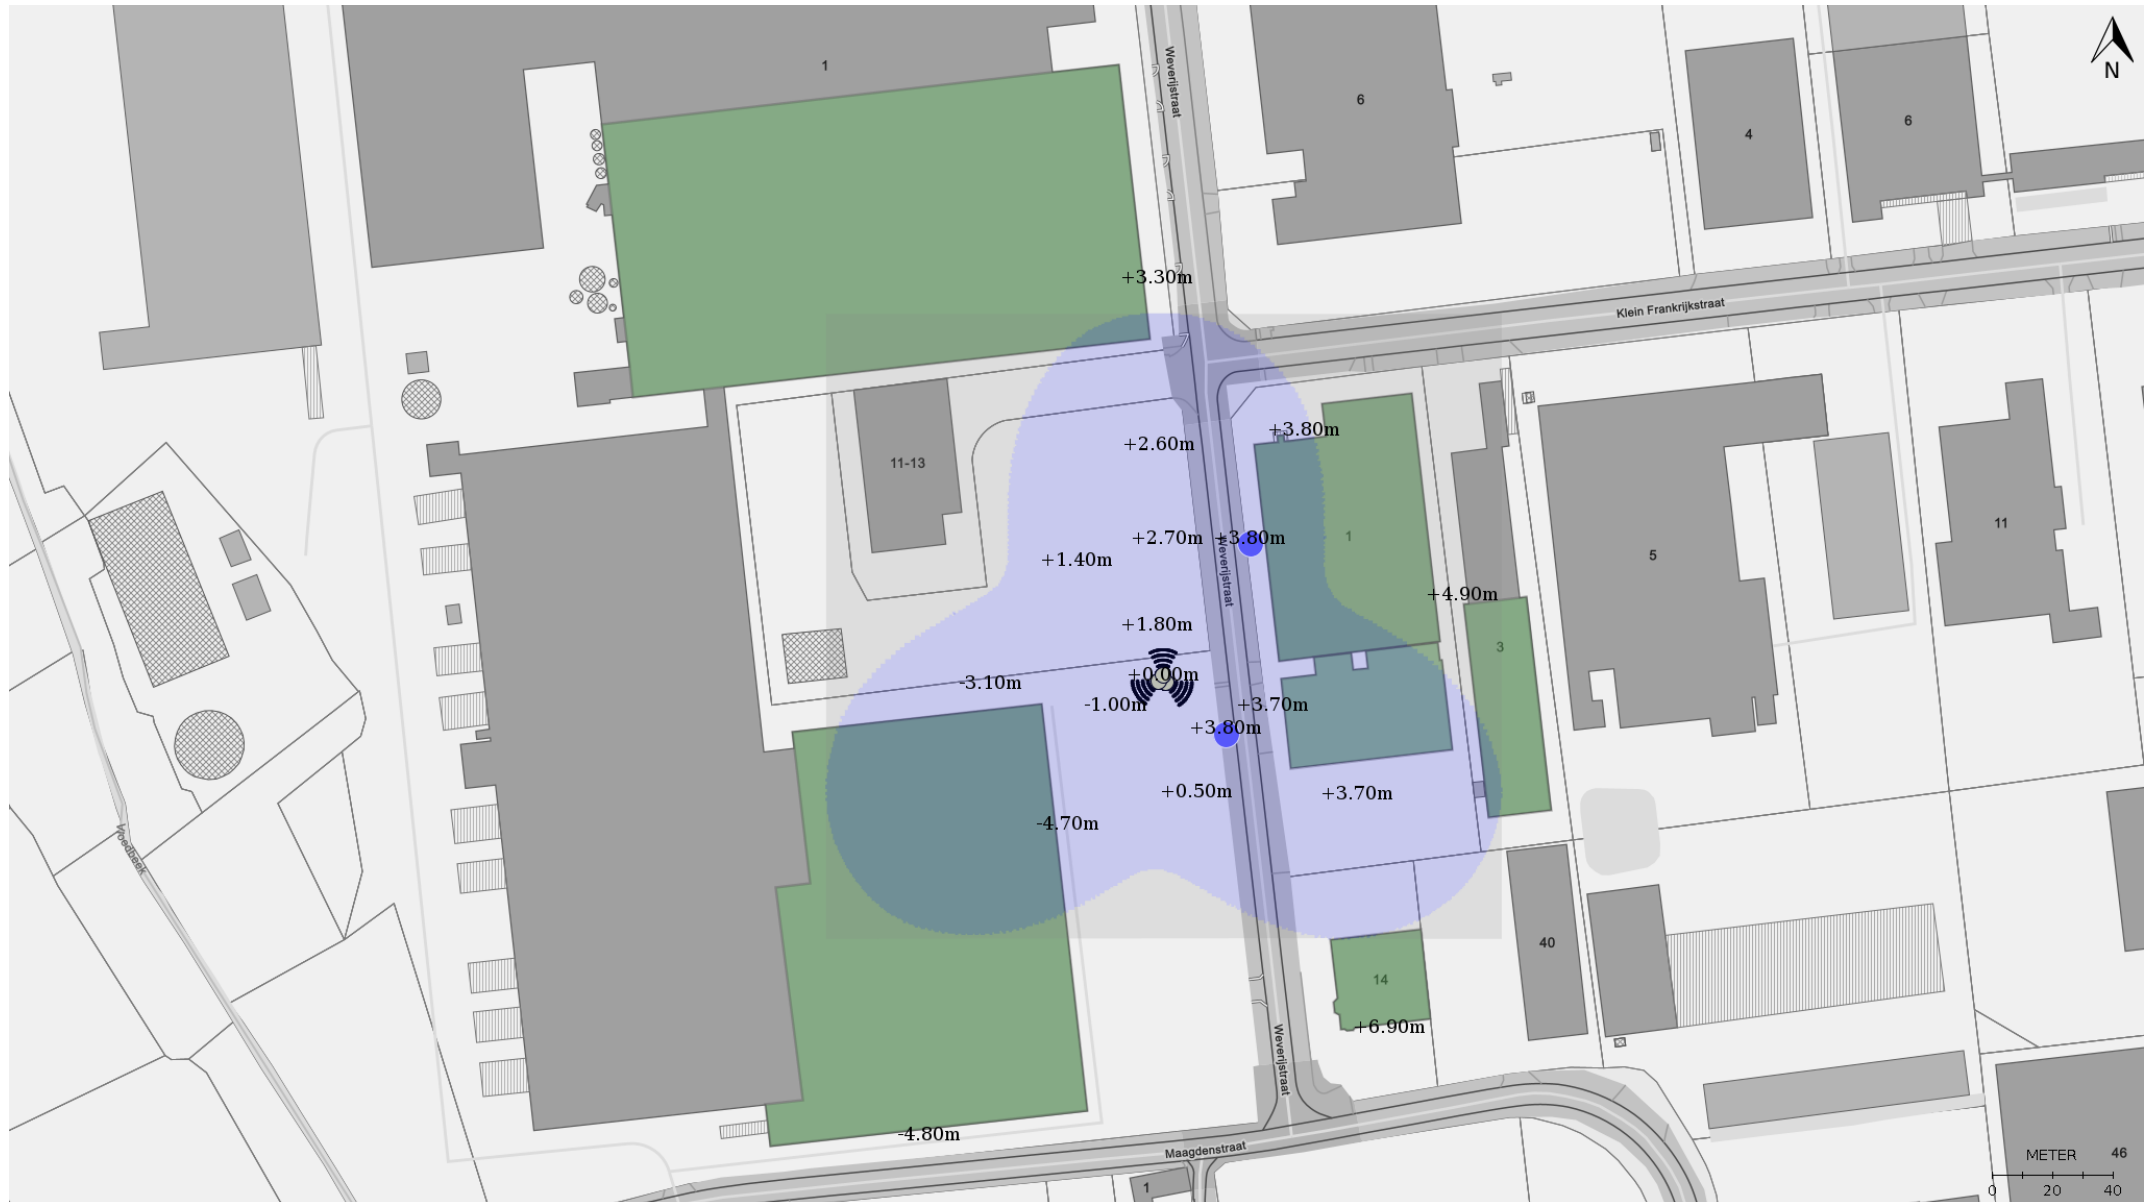 1
Weverijstraat
6
4
6
N
+3.30m
Klein Frankrijkstraat
+3.80m
+2.60m
11-13
11
1
+2.70m
+3.80m
Weverijstraat
5
+1.40m
+4.90m
+1.80m
3
+0.00m
-3.10m
-1.00m
+3.70m
+3.80m
+0.50m
+3.70m
-4.70m
Vloedbeek
40
14
+6.90m
Weverijstraat
-4.80m
Maagdenstraat
METER
46
1
0
20
40